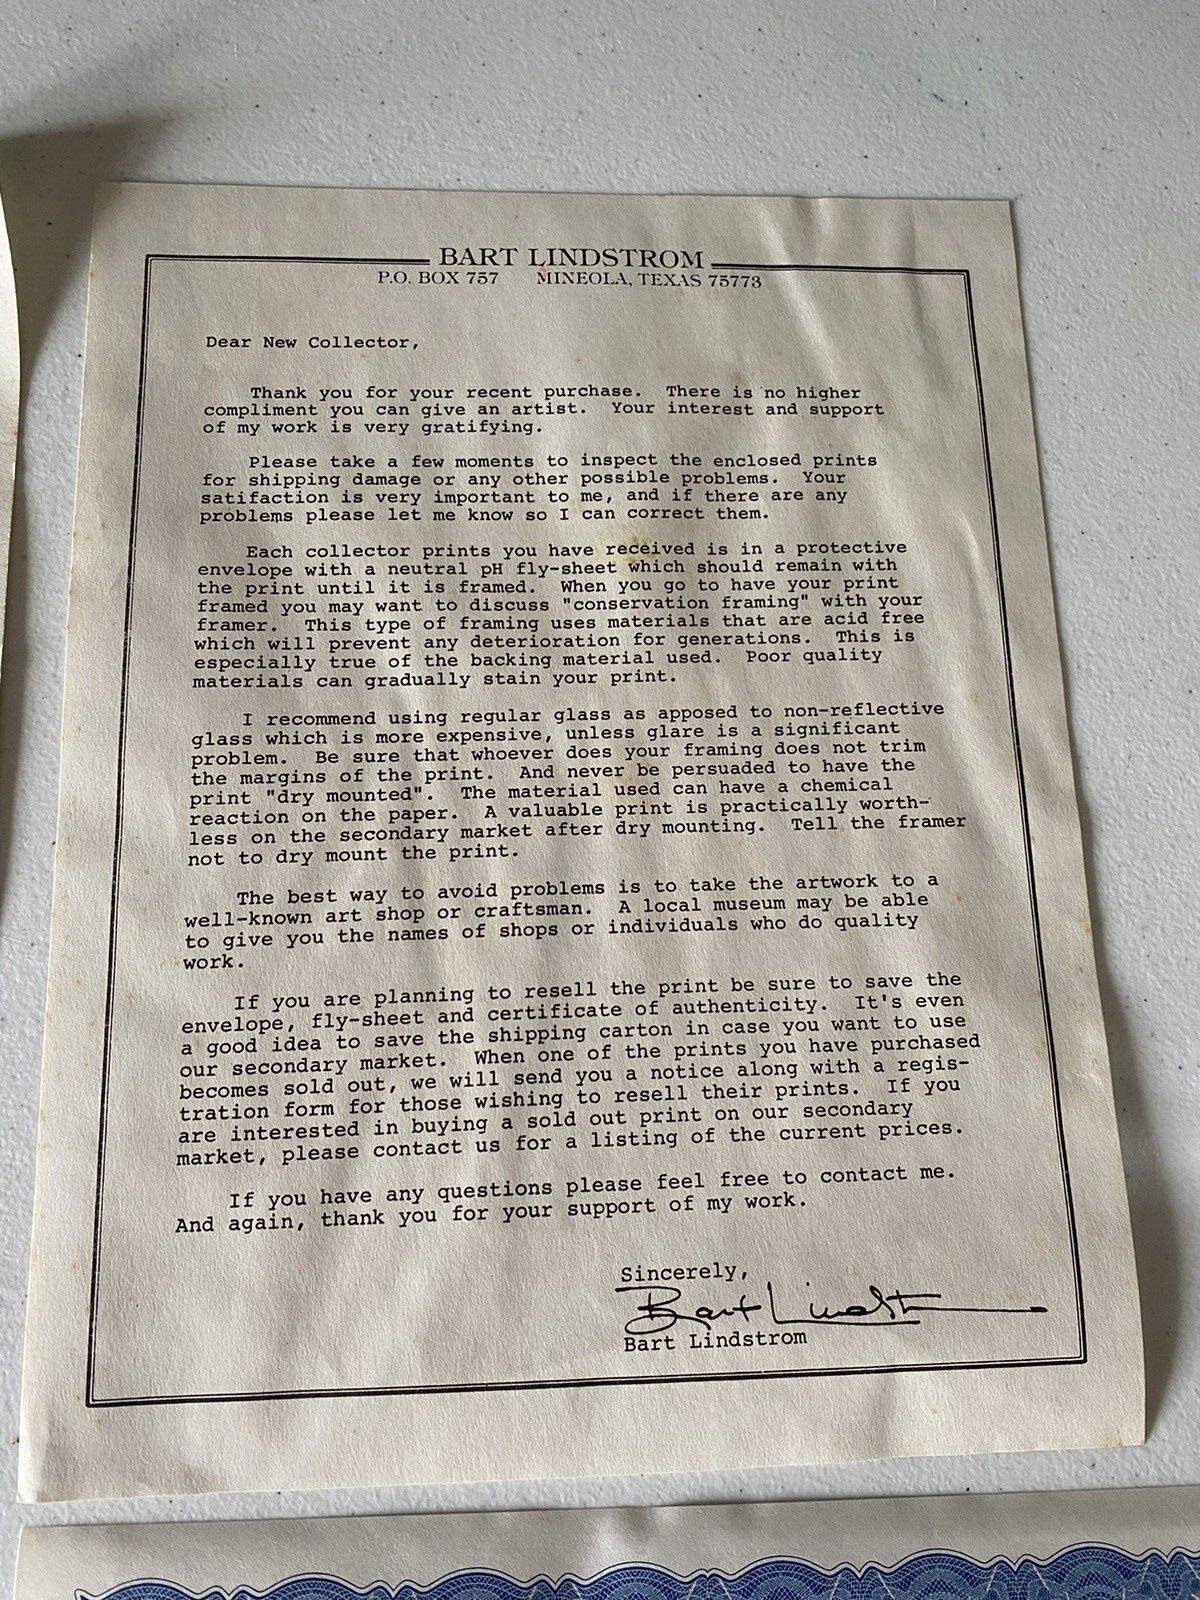 BART LINDSTROM
P.O. BOX 757 MINEOLA, TEXAS 75773
Dear New Collector,
Thank you for your recent purchase. There is no higher
compliment you can give an artist. Your interest and support
of my work is very gratifying.
Please take a few moments to inspect the enclosed prints
for shipping damage or any other possible problems. Your
satifaction is very important to me, and if there are any
problems please let me know so I can correct them.
Each collector prints you have received is in a protective
envelope with a neutral pH fly-sheet which should remain with
the print until it is framed. When you go to have your print
framed you may want to discuss "conservation framing" with your
framer. This type of framing uses materials that are acid free
which will prevent any deterioration for generations. This is
especially true of the backing material used. Poor quality
materials can gradually stain your print.
I recommend using regular glass as apposed to non-reflective
glass which is more expensive, unless glare is a significant
problem. Be sure that whoever does your framing does not trim
the margins of the print. And never be persuaded to have the
print "dry mounted". The material used can have a chemical
reaction on the paper. A valuable print is practically worth-
less on the secondary market after dry mounting. Tell the framer
not to dry mount the print.
The best way to avoid problems is to take the artwork to a
well-known art shop or craftsman. A local museum may be able
to give you the names of shops or individuals who do quality
work.
If you are planning to resell the print be sure to save the
envelope, fly-sheet and certificate of authenticity. It's even
a good idea to save the shipping carton in case you want to use
our secondary market. When one of the prints you have purchased
becomes sold out, we will send you a notice along with a regis-
tration form for those wishing to resell their prints. If you
are interested in buying a sold out print on our secondary
market, please contact us for a listing of the current prices.
If you have any questions please feel free to contact me.
And again, thank you for your support of my work.
Sincerely,
Bart Lindst
Bart Lindstrom